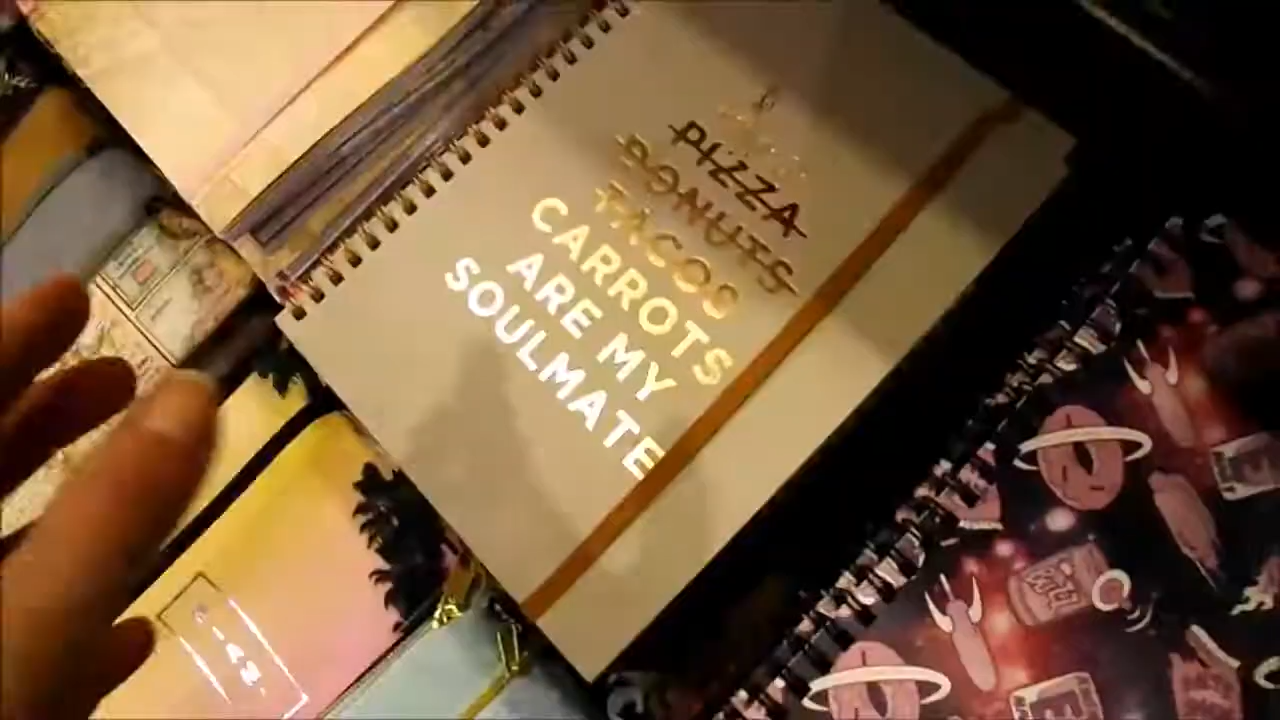 PIZZA
DONUTS
TACOS
CARROTS
ARE MY
SOULMATE